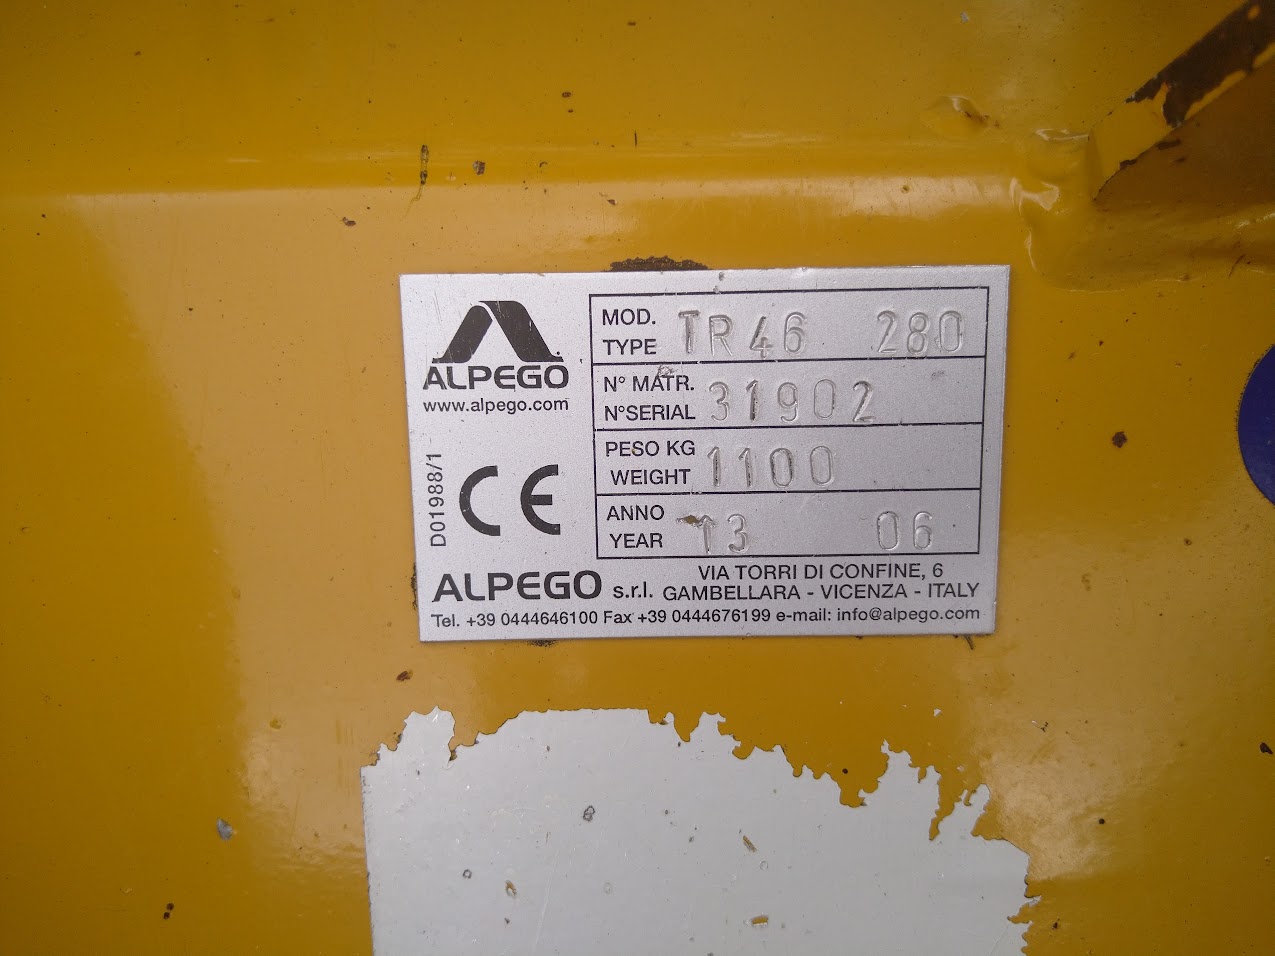 ALPEGO
www.alpego.com
D01988/1
CE
MOD.
TYPE TR46 280
N° MATR.
N°SERIAL 31902
PESO KG
WEIGHT 1100
ANNO
YEAR 13 06
ALPEGO s.r.l. VIA TORRI DI CONFINE, 6
GAMBELLARA - VICENZA - ITALY
Tel. +39 0444646100 Fax +39 0444676199 e-mail: info@alpego.com